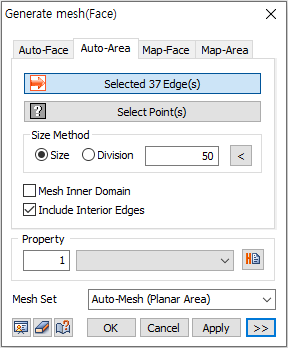 Generate mesh(Face)
Auto-Face Auto-Area Map-Face Map-Area
Selected 37 Edge(s)
Select Point(s)
Size Method
Size Division 50 <
Mesh Inner Domain
Include Interior Edges
Property
1
Mesh Set Auto-Mesh (Planar Area)
OK Cancel Apply >>